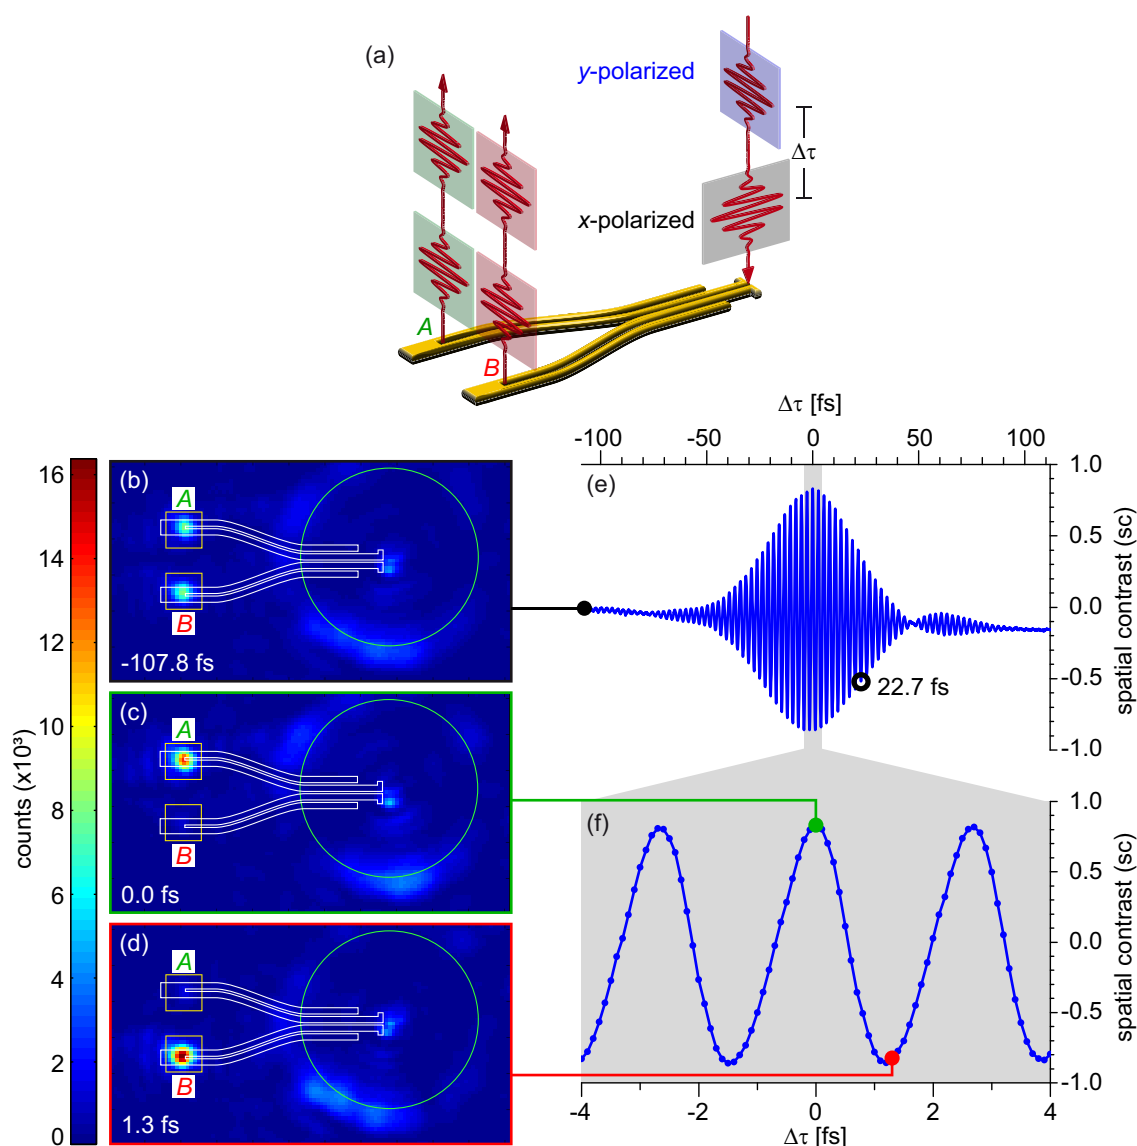 (a)
y-polarized
Δτ
x-polarized
A
B
Δτ [fs]
-100 -50 0 50 100
counts (x10³)
16
14
12
10
8
6
4
2
0
(b)
A
B
-107.8 fs
(c)
A
B
0.0 fs
(d)
A
B
1.3 fs
(e)
22.7 fs
1.0
0.5
0.0
-0.5
-1.0
spatial contrast (sc)
(f)
1.0
0.5
0.0
-0.5
-1.0
spatial contrast (sc)
-4 -2 0 2 4
Δτ [fs]